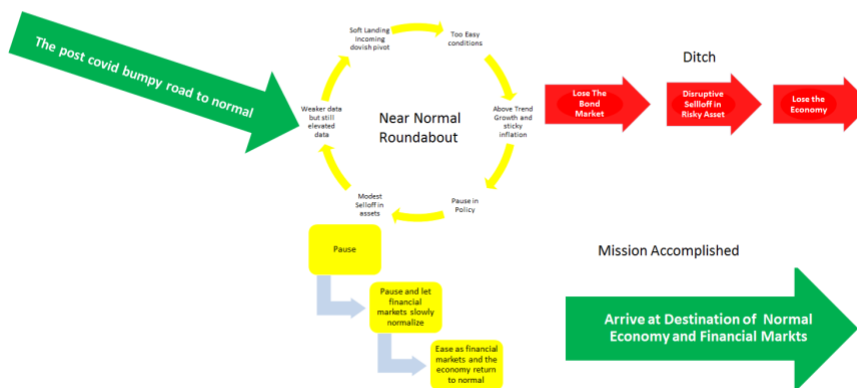 The post covid bumpy road to normal
Soft Landing
Incoming
dovish pivot
Too Easy
conditions
Above Trend
Growth and
sticky
inflation
Pause in
Policy
Modest
Selloff in
assets
Weaker data
but still
elevated
data
Near Normal
Roundabout
Ditch
Lose The
Bond
Market
Disruptive
Sellloff in
Risky Asset
Lose the
Economy
Pause
Pause and let
financial
markets slowly
normalize
Ease as financial
markets and the
economy return
to normal
Mission Accomplished
Arrive at Destination of Normal
Economy and Financial Markts